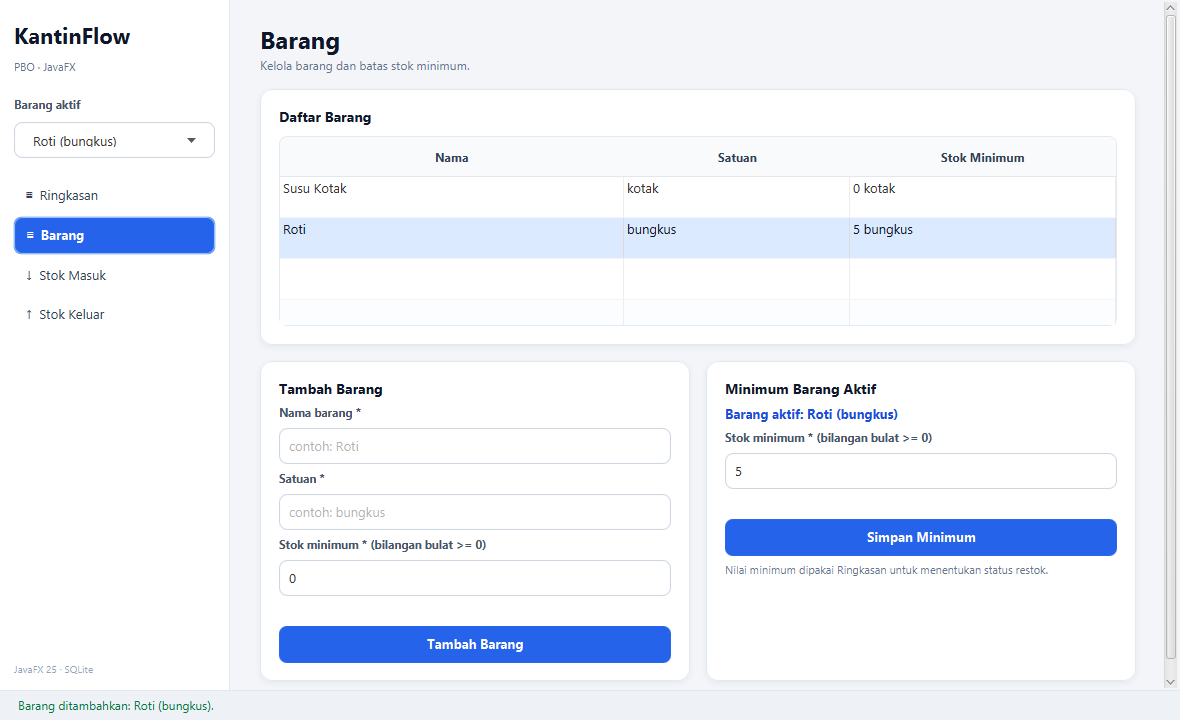 KantinFlow
PBO · JavaFX
Barang aktif
Roti (bungkus)
≡ Ringkasan
≡ Barang
↓ Stok Masuk
↑ Stok Keluar
JavaFX 25 · SQLite
Barang
Kelola barang dan batas stok minimum.
Daftar Barang
Nama Satuan Stok Minimum
Susu Kotak kotak 0 kotak
Roti bungkus 5 bungkus
Tambah Barang
Nama barang *
contoh: Roti
Satuan *
contoh: bungkus
Stok minimum * (bilangan bulat >= 0)
0
Tambah Barang
Minimum Barang Aktif
Barang aktif: Roti (bungkus)
Stok minimum * (bilangan bulat >= 0)
5
Simpan Minimum
Nilai minimum dipakai Ringkasan untuk menentukan status restok.
Barang ditambahkan: Roti (bungkus).